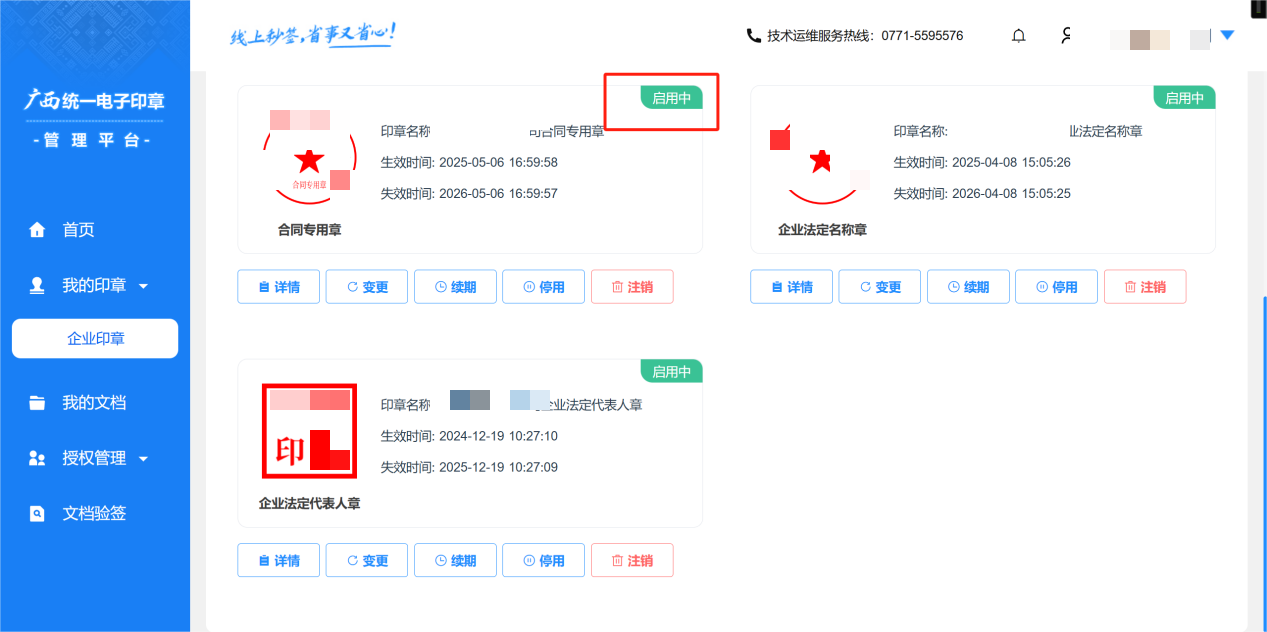 线上秒签,省事又省心!
技术运维服务热线：0771-5595576
广西统一电子印章
-管理平台-
首页
我的印章
企业印章
我的文档
授权管理
文档验签
启用中
印章名称 司合同专用章
生效时间: 2025-05-06 16:59:58
失效时间: 2026-05-06 16:59:57
合同专用章
合同专用章
详情 变更 续期 停用 注销
启用中
印章名称: 业法定名称章
生效时间: 2025-04-08 15:05:26
失效时间: 2026-04-08 15:05:25
企业法定名称章
详情 变更 续期 停用 注销
启用中
印章名称 企业法定代表人章
生效时间: 2024-12-19 10:27:10
失效时间: 2025-12-19 10:27:09
印
企业法定代表人章
详情 变更 续期 停用 注销